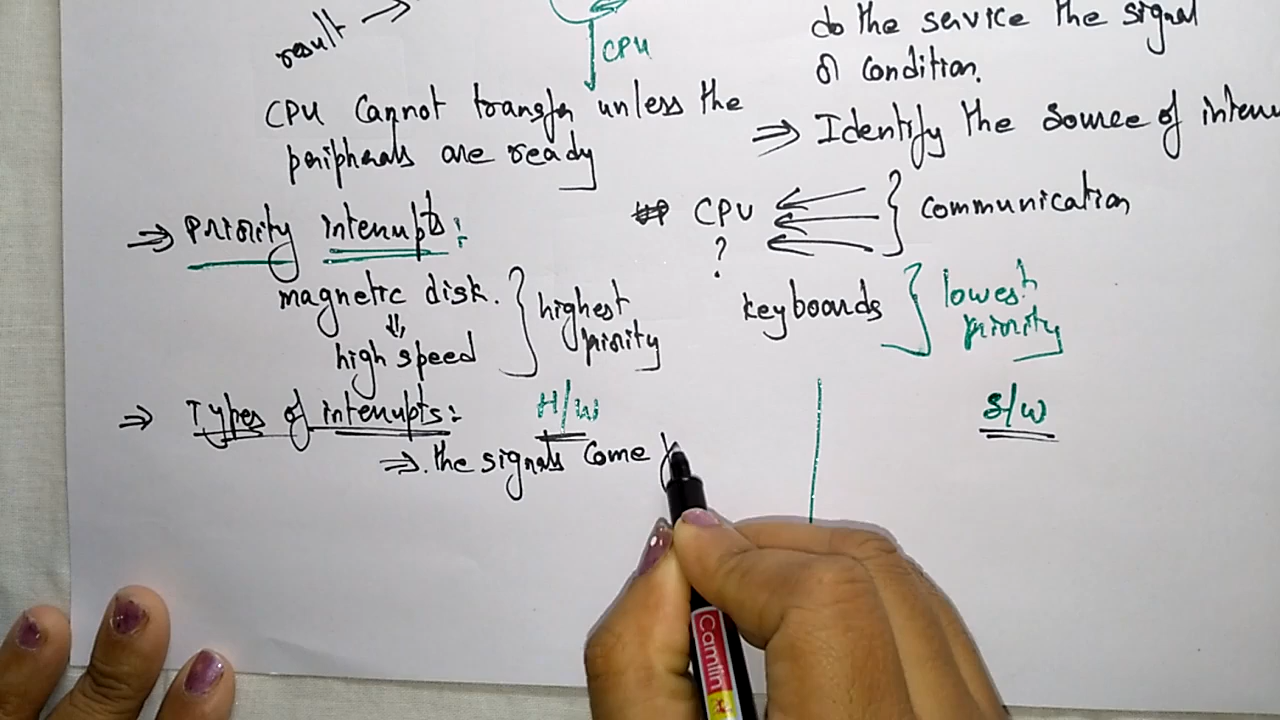 result →
CPU
CPU cannot transfer unless the
peripherals are ready
do the service the signal
or condition.
⇒ Identify the source of interru
⇒ Priority interrupts:
magnetic disk.
⇓
high speed
highest
priority
CPU
?
communication
keyboards
lowest
priority
⇒ Types of interrupts:
H/W
⇒. the signals come
S/W
Camlin